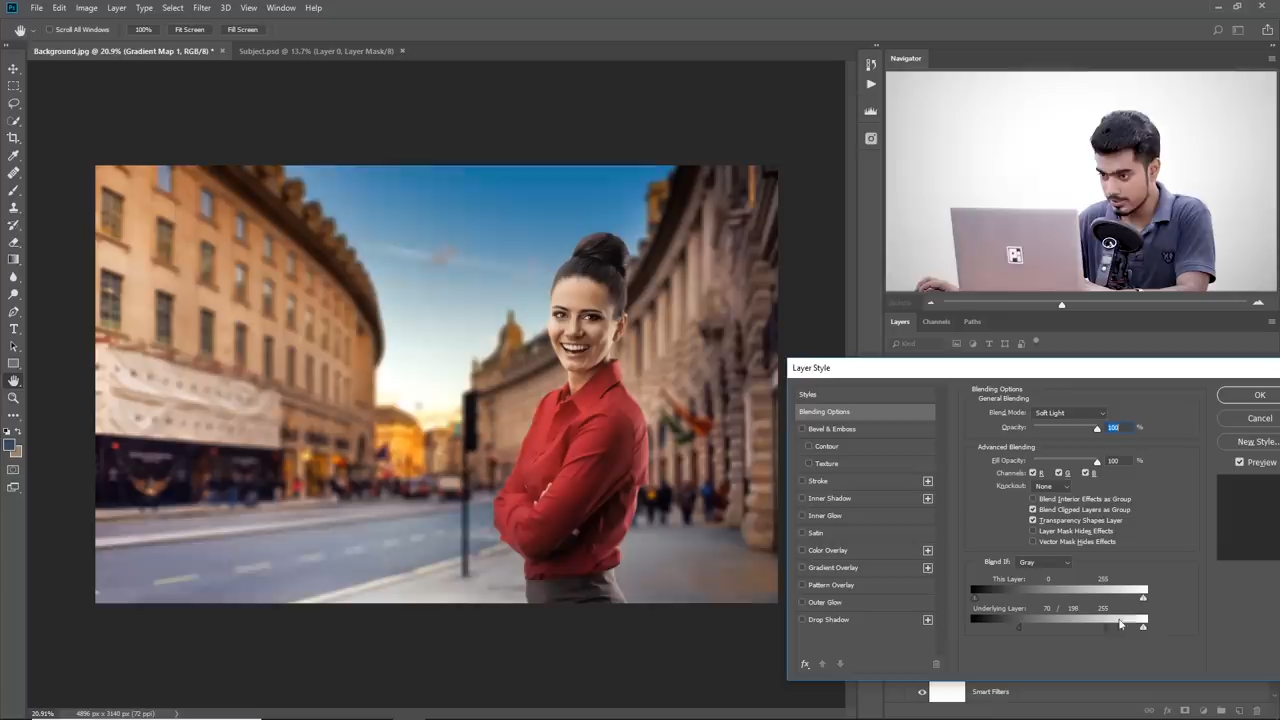 Ps File Edit Image Layer Type Select Filter 3D View Window Help
Scroll All Windows 100% Fit Screen Fill Screen
Background.jpg @ 20.9% (Gradient Map 1, RGB/8) * × Subject.psd @ 13.7% (Layer 0, Layer Mask/8) ×
Navigator
Layers Channels Paths
Kind
Layer Style
Styles
Blending Options
Bevel & Emboss
Contour
Texture
Stroke
Inner Shadow
Inner Glow
Satin
Color Overlay
Gradient Overlay
Pattern Overlay
Outer Glow
Drop Shadow
fx
Blending Options
General Blending
Blend Mode: Soft Light
Opacity: 100 %
Advanced Blending
Fill Opacity: 100 %
Channels: R G B
Knockout: None
Blend Interior Effects as Group
Blend Clipped Layers as Group
Transparency Shapes Layer
Layer Mask Hides Effects
Vector Mask Hides Effects
Blend If: Gray
This Layer: 0 255
Underlying Layer: 70 / 198 255
OK
Cancel
New Style...
Preview
Smart Filters
20.91% 4896 px x 3140 px (72 ppi)